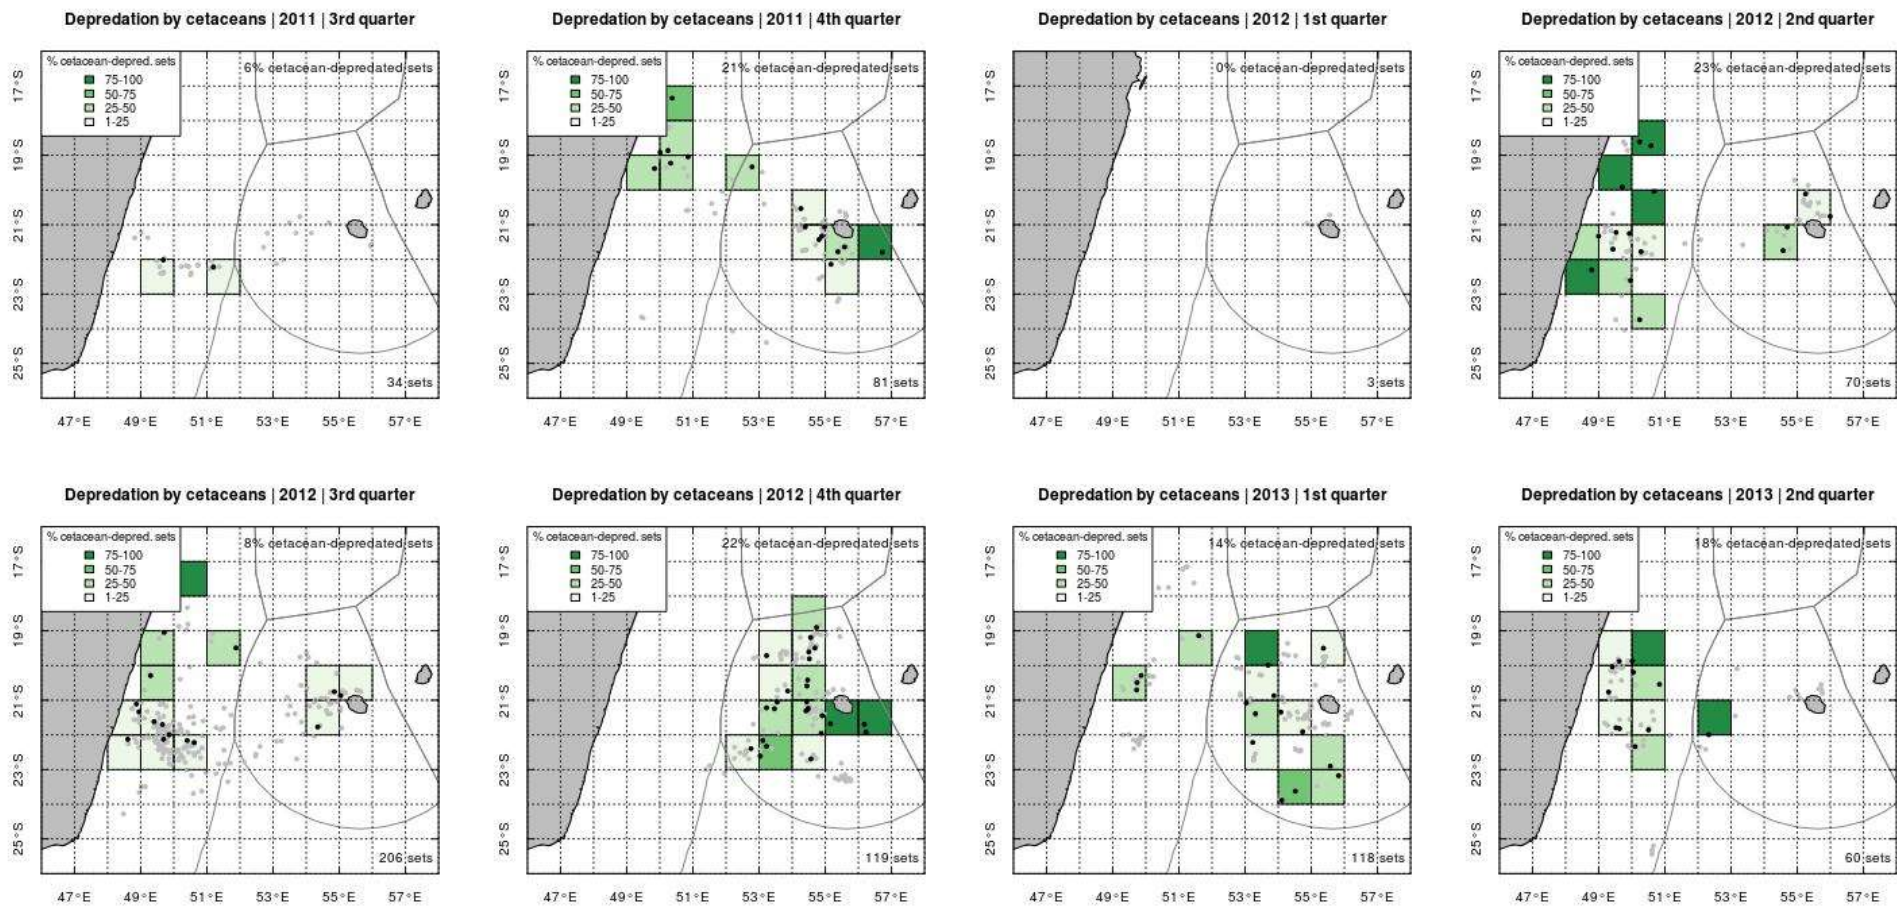 Depredation by cetaceans | 2011 | 3rd quarter
% cetacean-depred. sets
75-100
50-75
25-50
1-25
6% cetacean-depredated sets
17°S
19°S
21°S
23°S
25°S
34 sets
47°E 49°E 51°E 53°E 55°E 57°E
Depredation by cetaceans | 2011 | 4th quarter
% cetacean-depred. sets
75-100
50-75
25-50
1-25
21% cetacean-depredated sets
17°S
19°S
21°S
23°S
25°S
81 sets
47°E 49°E 51°E 53°E 55°E 57°E
Depredation by cetaceans | 2012 | 1st quarter
0% cetacean-depredated sets
17°S
19°S
21°S
23°S
25°S
3 sets
47°E 49°E 51°E 53°E 55°E 57°E
Depredation by cetaceans | 2012 | 2nd quarter
% cetacean-depred. sets
75-100
50-75
25-50
1-25
23% cetacean-depredated sets
17°S
19°S
21°S
23°S
25°S
70 sets
47°E 49°E 51°E 53°E 55°E 57°E
Depredation by cetaceans | 2012 | 3rd quarter
% cetacean-depred. sets
75-100
50-75
25-50
1-25
8% cetacean-depredated sets
17°S
19°S
21°S
23°S
25°S
206 sets
47°E 49°E 51°E 53°E 55°E 57°E
Depredation by cetaceans | 2012 | 4th quarter
% cetacean-depred. sets
75-100
50-75
25-50
1-25
22% cetacean-depredated sets
17°S
19°S
21°S
23°S
25°S
119 sets
47°E 49°E 51°E 53°E 55°E 57°E
Depredation by cetaceans | 2013 | 1st quarter
% cetacean-depred. sets
75-100
50-75
25-50
1-25
14% cetacean-depredated sets
17°S
19°S
21°S
23°S
25°S
118 sets
47°E 49°E 51°E 53°E 55°E 57°E
Depredation by cetaceans | 2013 | 2nd quarter
% cetacean-depred. sets
75-100
50-75
25-50
1-25
18% cetacean-depredated sets
17°S
19°S
21°S
23°S
25°S
60 sets
47°E 49°E 51°E 53°E 55°E 57°E